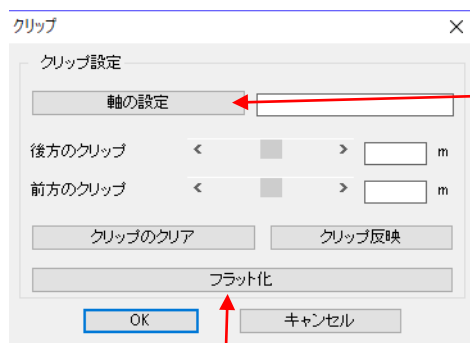 クリップ
クリップ設定
軸の設定
後方のクリップ < > m
前方のクリップ < > m
クリップのクリア クリップ反映
フラット化
OK キャンセル